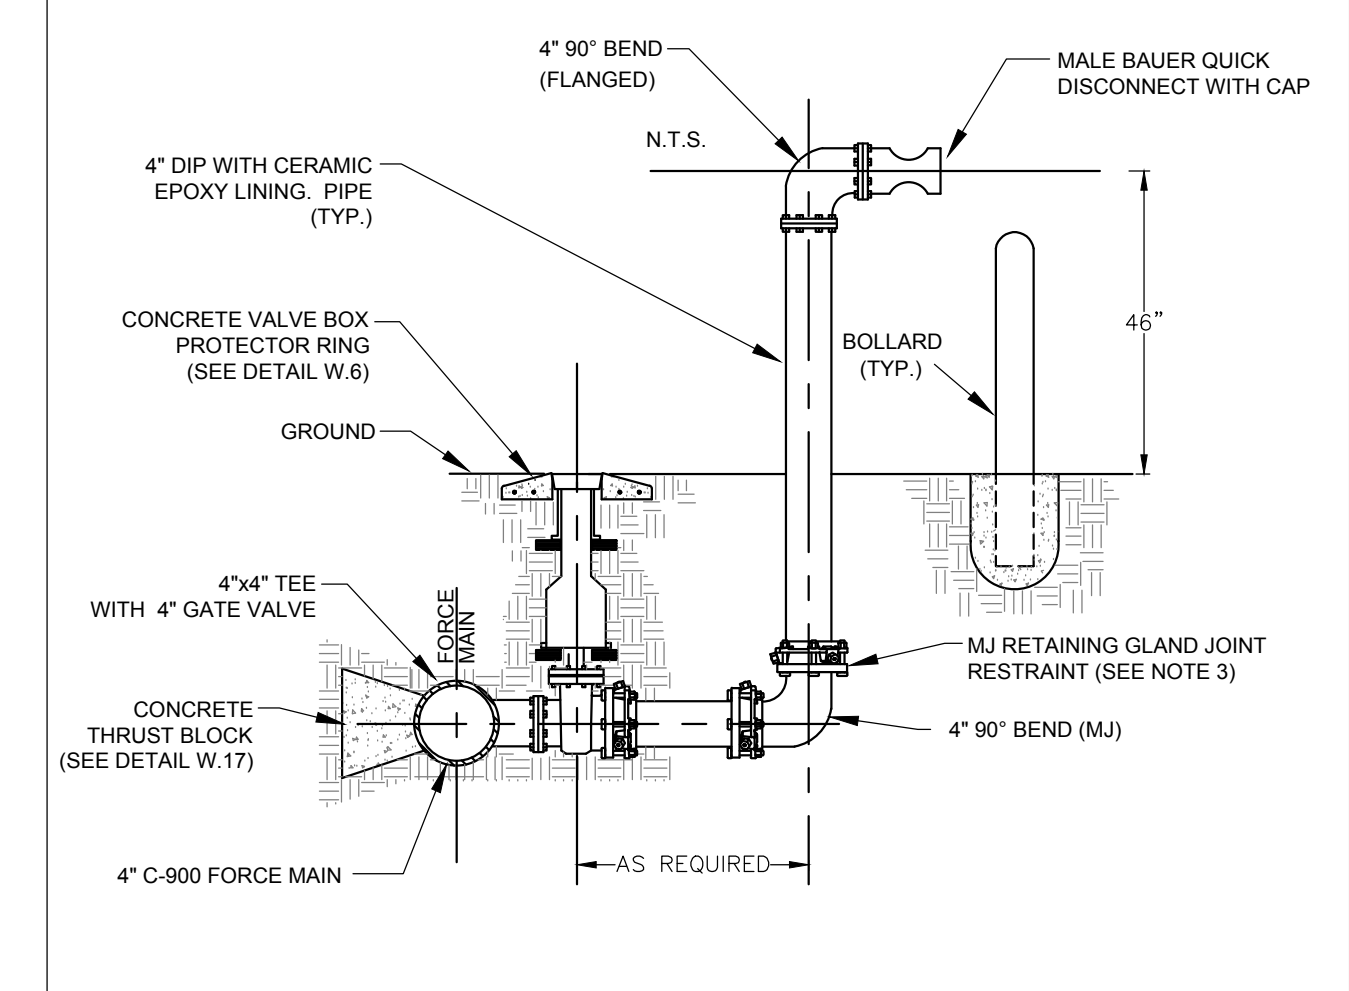 4" 90° BEND
(FLANGED)
MALE BAUER QUICK
DISCONNECT WITH CAP
N.T.S.
4" DIP WITH CERAMIC
EPOXY LINING. PIPE
(TYP.)
CONCRETE VALVE BOX
PROTECTOR RING
(SEE DETAIL W.6)
46”
BOLLARD
(TYP.)
GROUND
4"x4" TEE
WITH 4" GATE VALVE
FORCE
MAIN
MJ RETAINING GLAND JOINT
RESTRAINT (SEE NOTE 3)
CONCRETE
THRUST BLOCK
(SEE DETAIL W.17)
4" 90° BEND (MJ)
AS REQUIRED
4" C-900 FORCE MAIN